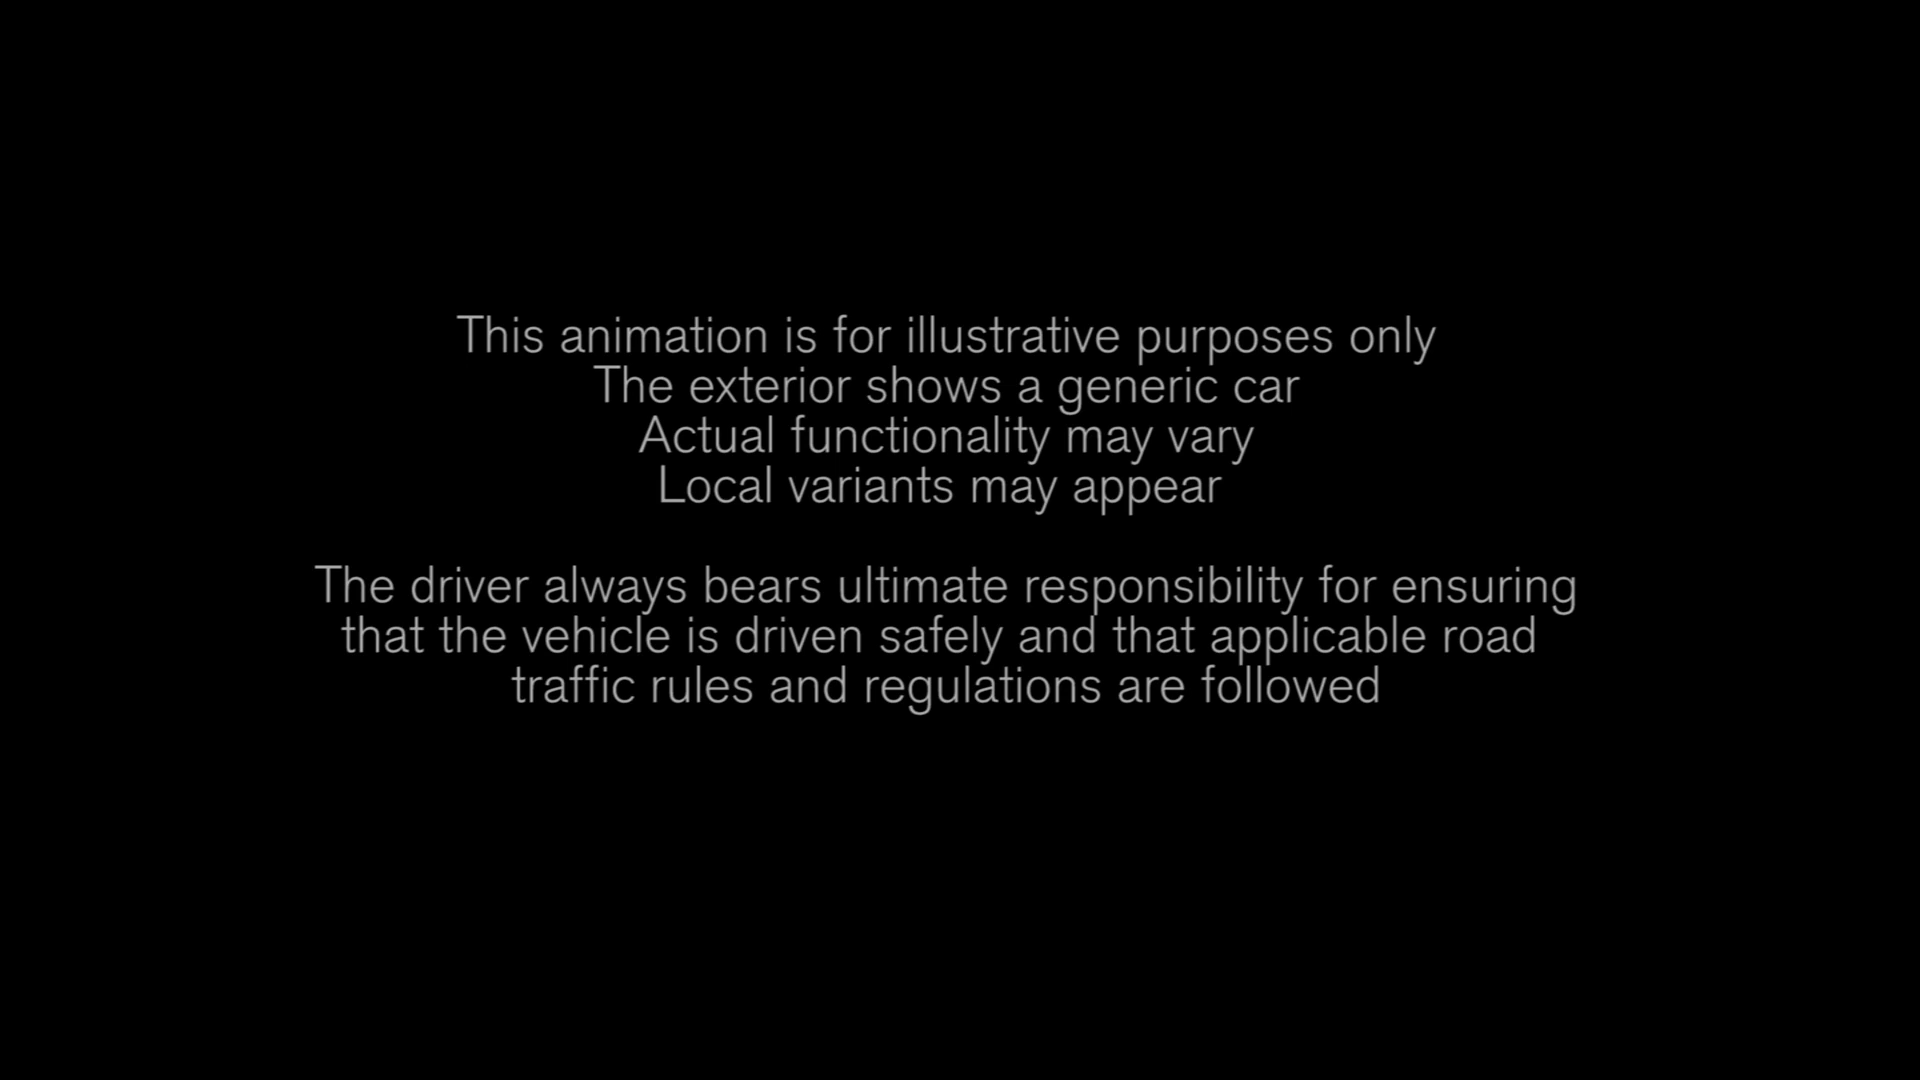 This animation is for illustrative purposes only
The exterior shows a generic car
Actual functionality may vary
Local variants may appear
The driver always bears ultimate responsibility for ensuring
that the vehicle is driven safely and that applicable road
traffic rules and regulations are followed